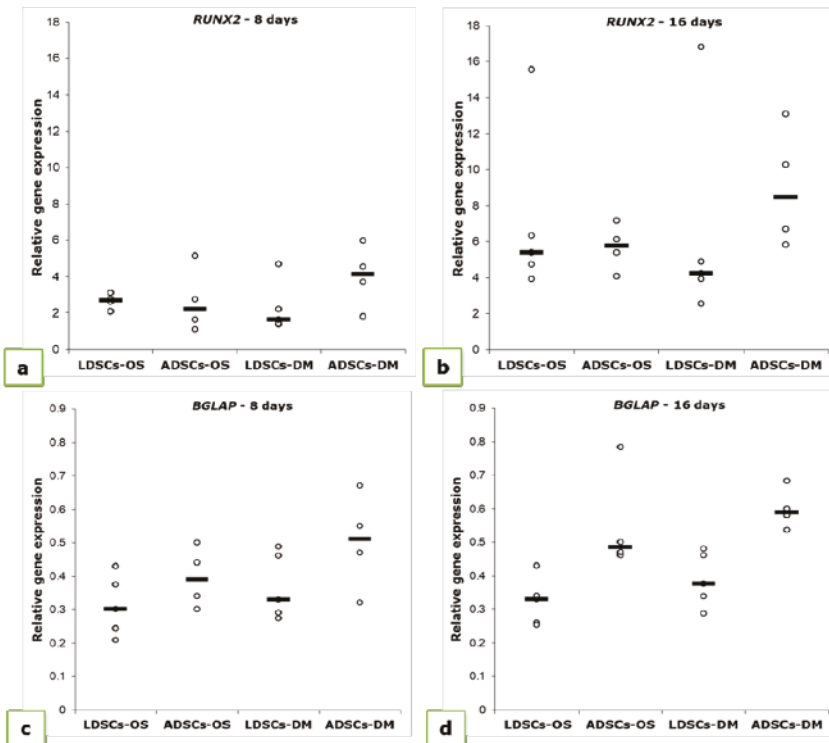 RUNX2 - 8 days
Relative gene expression
18
16
14
12
10
8
6
4
2
0
LDSCs-OS ADSCs-OS LDSCs-DM ADSCs-DM
a
RUNX2 - 16 days
Relative gene expression
18
16
14
12
10
8
6
4
2
0
LDSCs-OS ADSCs-OS LDSCs-DM ADSCs-DM
b
BGLAP - 8 days
Relative gene expression
0.9
0.8
0.7
0.6
0.5
0.4
0.3
0.2
0.1
0
LDSCs-OS ADSCs-OS LDSCs-DM ADSCs-DM
c
BGLAP - 16 days
Relative gene expression
0.9
0.8
0.7
0.6
0.5
0.4
0.3
0.2
0.1
0
LDSCs-OS ADSCs-OS LDSCs-DM ADSCs-DM
d